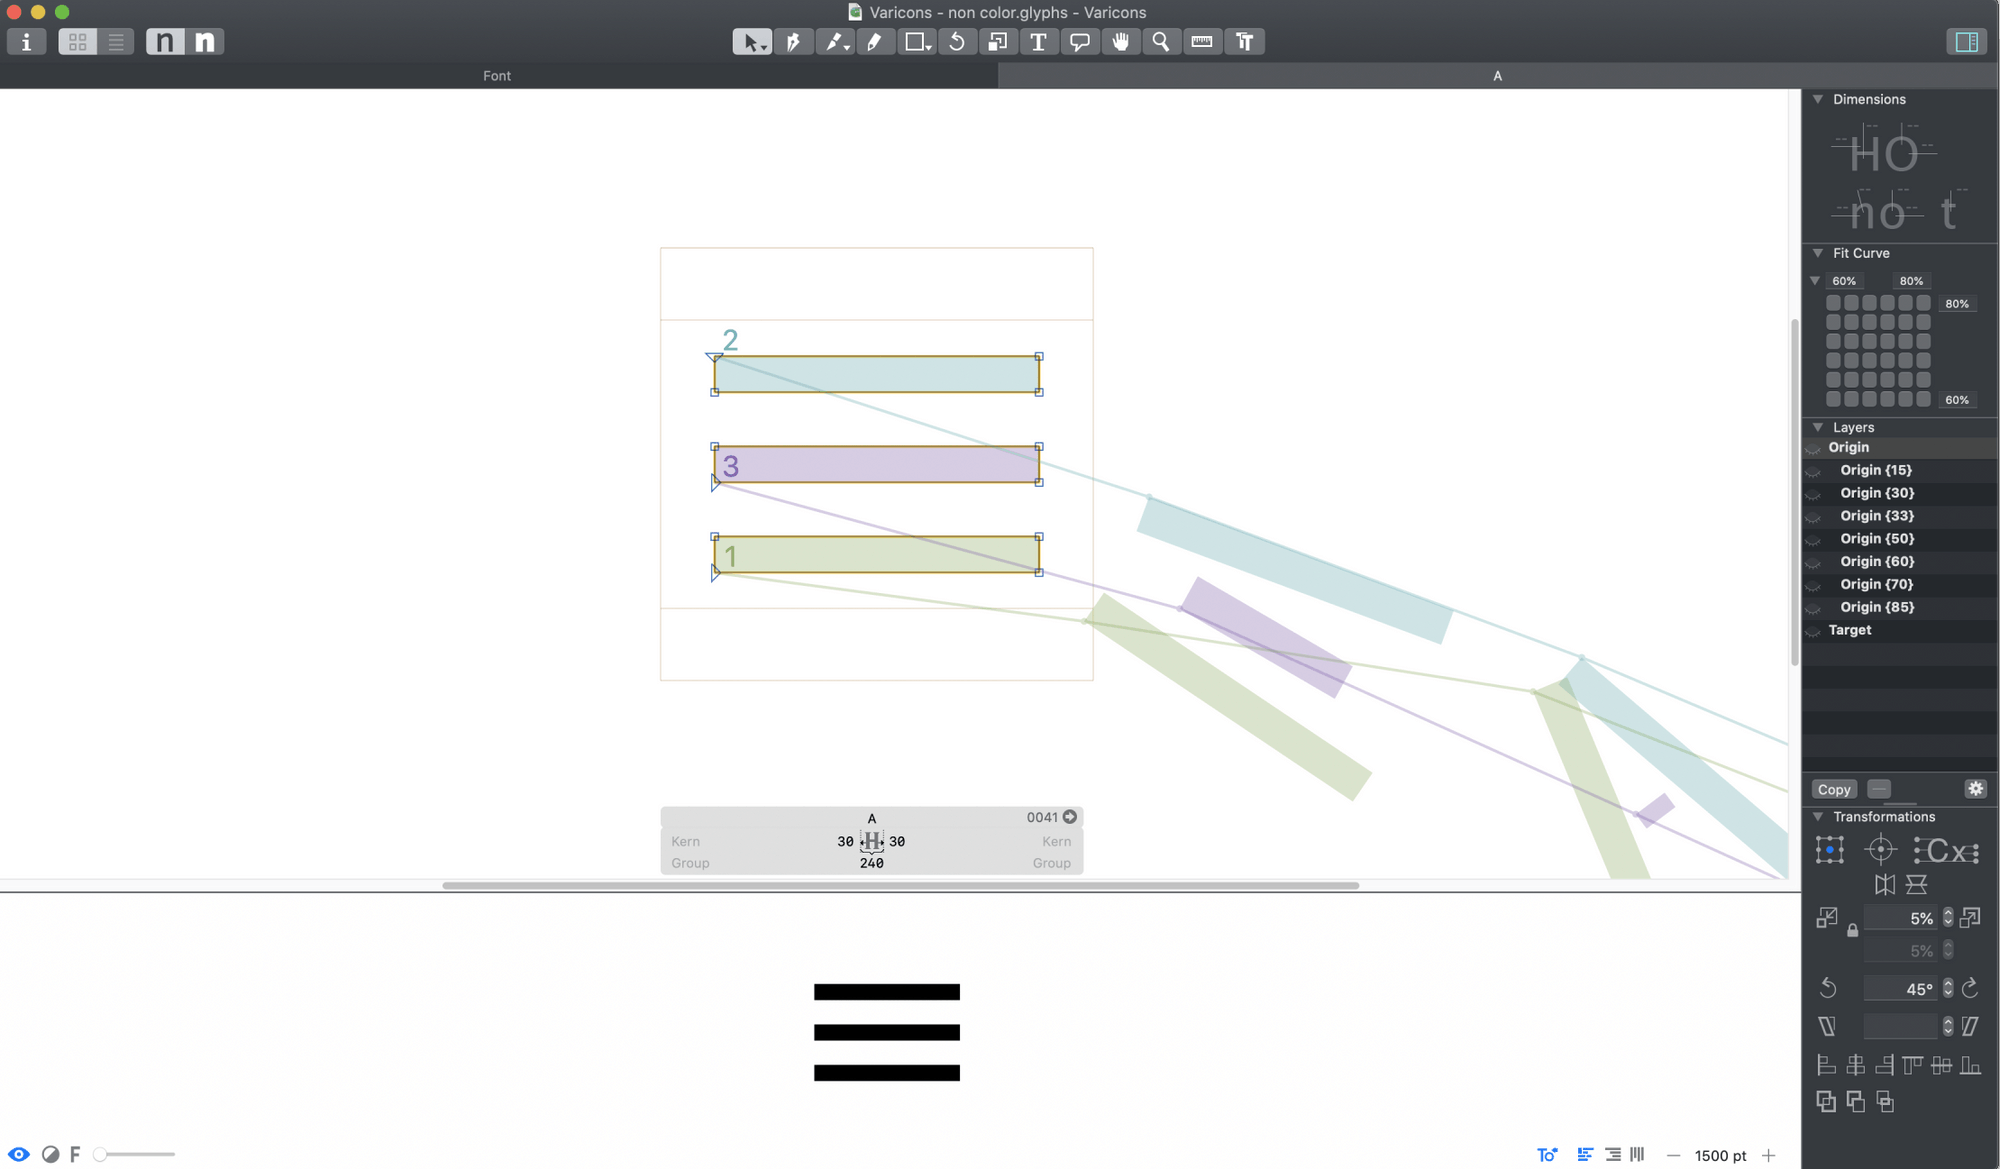 Varicons - non color.glyphs - Varicons
i
n n
T
Font
A
Dimensions
HO
no t
Fit Curve
60% 80%
80%
60%
Layers
Origin
Origin {15}
Origin {30}
Origin {33}
Origin {50}
Origin {60}
Origin {70}
Origin {85}
Target
Copy
Transformations
Cx
5%
5%
45°
2
3
1
A 0041
Kern 30 H 30 Kern
Group 240 Group
F
To
1500 pt